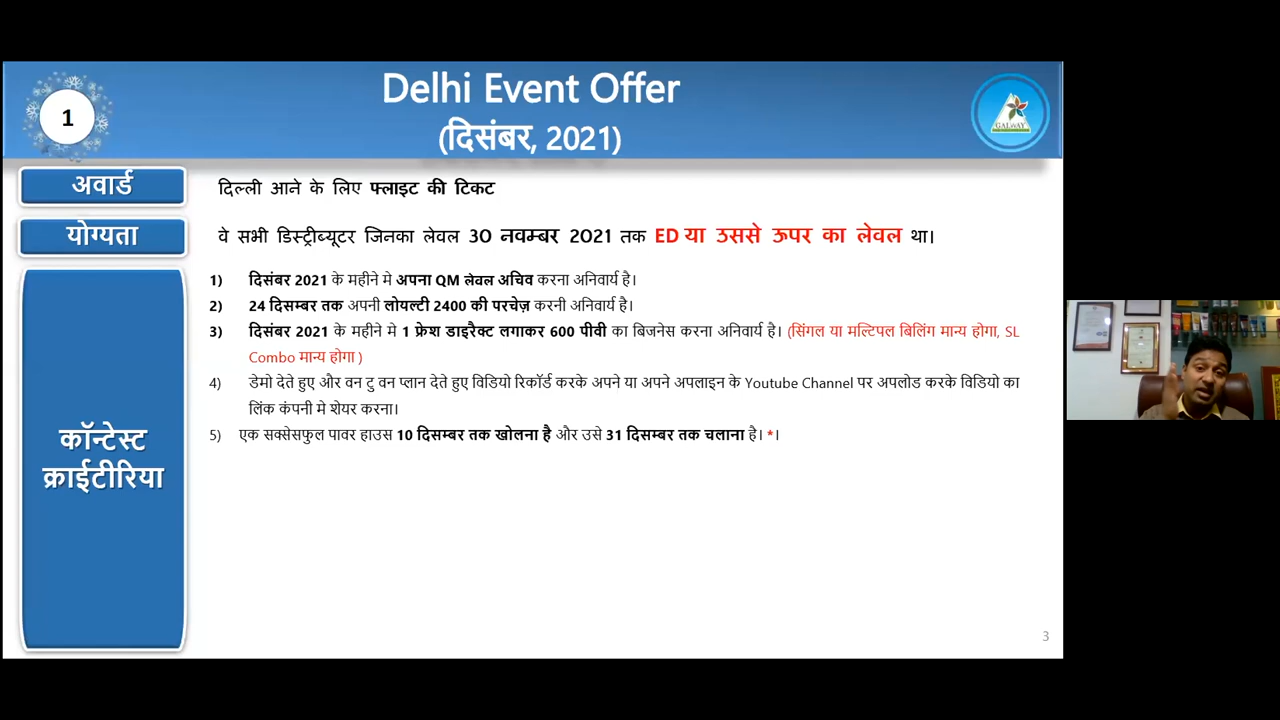 Delhi Event Offer
1
(दिसंबर, 2021)
GALWAY
अवार्ड
दिल्ली आने के लिए फ्लाइट की टिकट
योग्यता
वे सभी डिस्ट्रीब्यूटर जिनका लेवल 30 नवम्बर 2021 तक ED या उससे ऊपर का लेवल था।
1) दिसंबर 2021 के महीने मे अपना QM लेवल अचिव करना अनिवार्य है।
2) 24 दिसम्बर तक अपनी लोयल्टी 2400 की परचेज़ करनी अनिवार्य है।
3) दिसंबर 2021 के महीने मे 1 फ्रेश डाइरैक्ट लगाकर 600 पीवी का बिजनेस करना अनिवार्य है। (सिंगल या मल्टिपल बिलिंग मान्य होगा, SL
Combo मान्य होगा )
4) डेमो देते हुए और वन टु वन प्लान देते हुए विडियो रिकॉर्ड करके अपने या अपने अपलाइन के Youtube Channel पर अपलोड करके विडियो का
लिंक कंपनी मे शेयर करना।
5) एक सक्सेसफुल पावर हाउस 10 दिसम्बर तक खोलना है और उसे 31 दिसम्बर तक चलाना है। *।
कॉन्टेस्ट
क्राईटीरिया
3